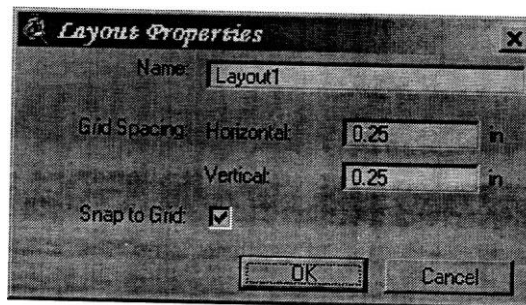 Layout Properties
Name: Layout1
Grid Spacing: Horizontal: 0.25 in
Vertical: 0.25 in
Snap to Grid:
OK Cancel